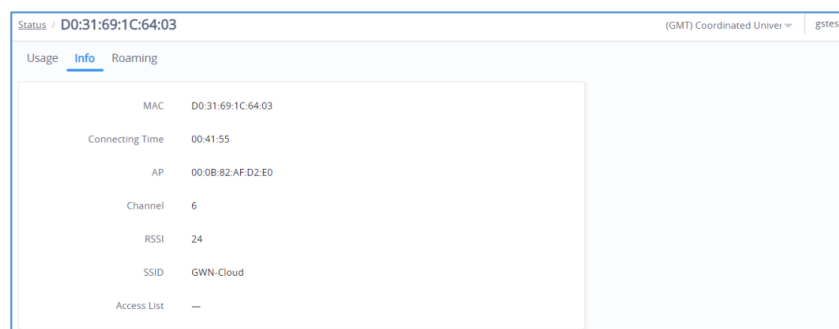 Status / D0:31:69:1C:64:03 (GMT) Coordinated Univer gstes
Usage Info Roaming
MAC D0:31:69:1C:64:03
Connecting Time 00:41:55
AP 00:0B:82:AF:D2:E0
Channel 6
RSSI 24
SSID GWN-Cloud
Access List —